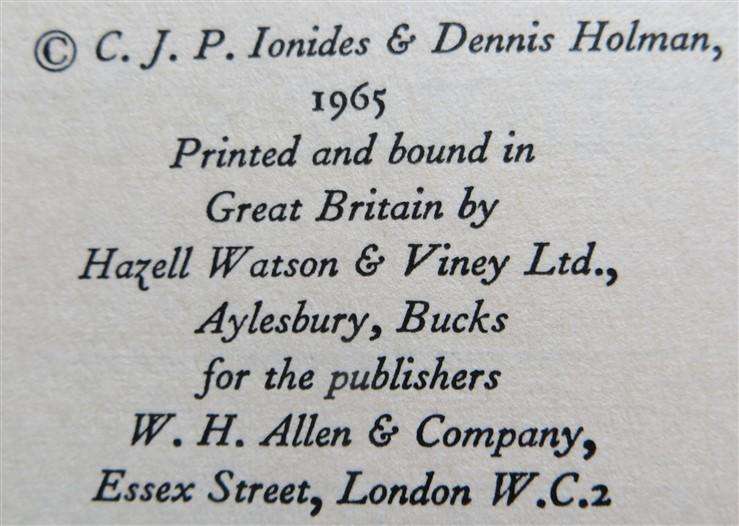 © C. J. P. Ionides & Dennis Holman,
1965
Printed and bound in
Great Britain by
Hazell Watson & Viney Ltd.,
Aylesbury, Bucks
for the publishers
W. H. Allen & Company,
Essex Street, London W.C.2